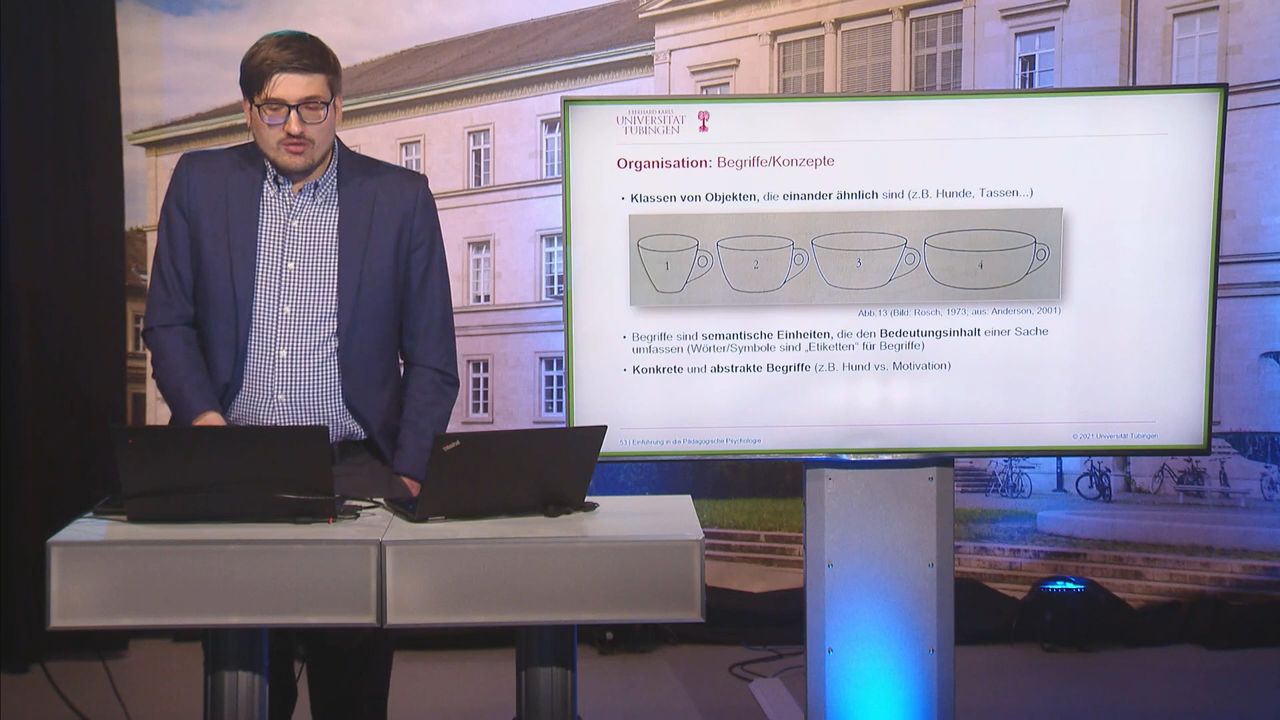 EBERHARD KARLS
UNIVERSITÄT
TÜBINGEN
Organisation: Begriffe/Konzepte
• Klassen von Objekten, die einander ähnlich sind (z.B. Hunde, Tassen...)
1 2 3 4
Abb.13 (Bild: Rosch, 1973; aus: Anderson, 2001)
• Begriffe sind semantische Einheiten, die den Bedeutungsinhalt einer Sache
umfassen (Wörter/Symbole sind „Etiketten“ für Begriffe)
• Konkrete und abstrakte Begriffe (z.B. Hund vs. Motivation)
53 | Einführung in die Pädagogische Psychologie
© 2021 Universität Tübingen
ThinkPad